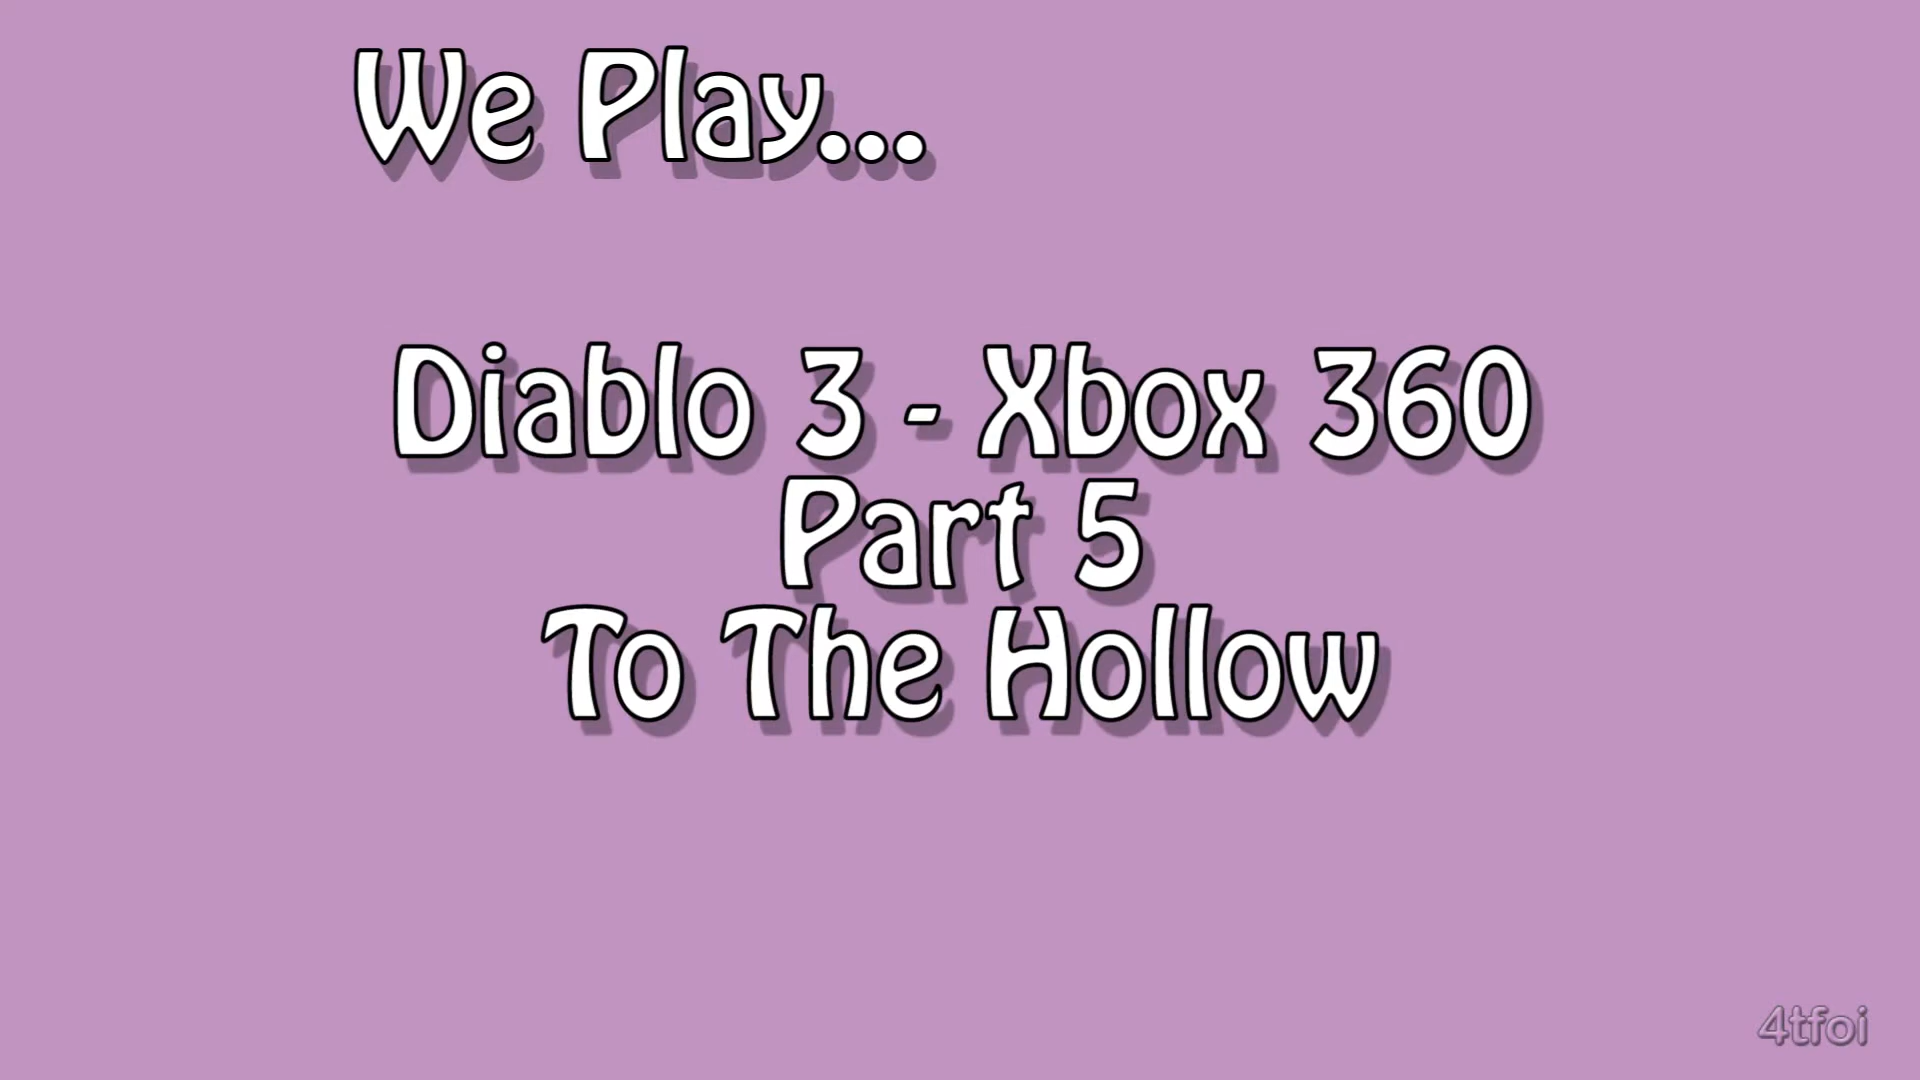 We Play...
Diablo 3 - Xbox 360
Part 5
To The Hollow
4tfoi